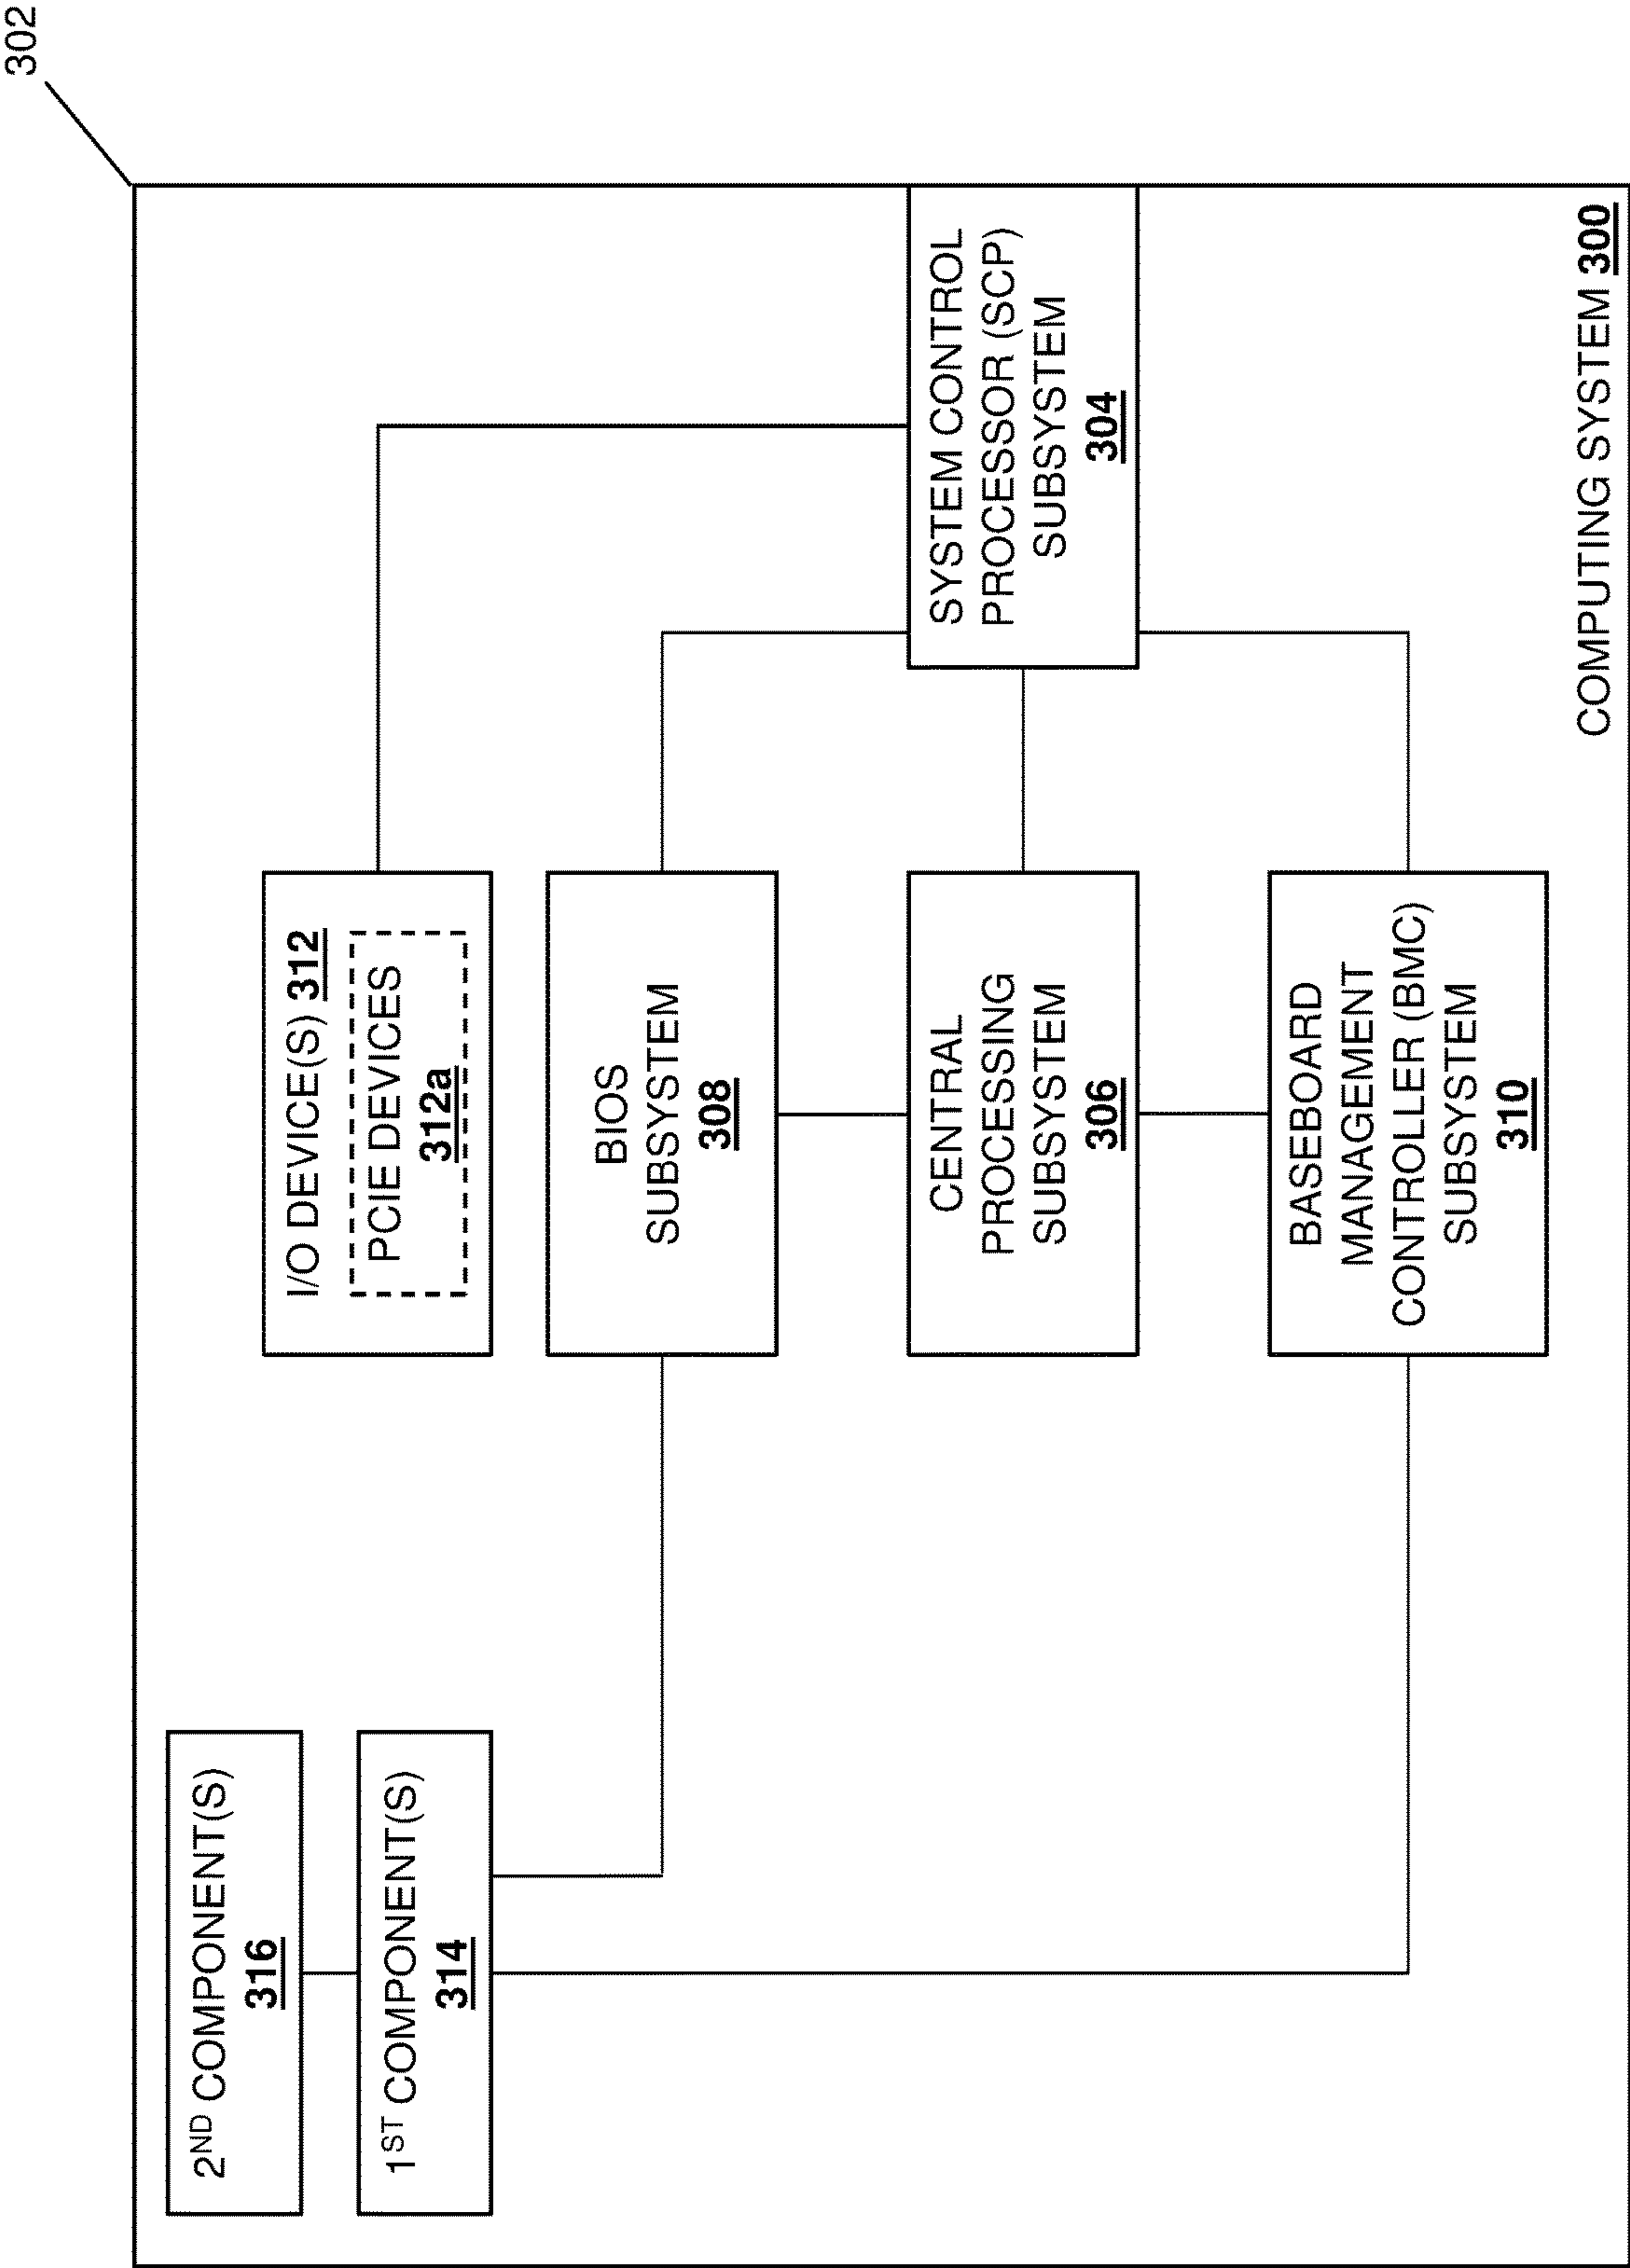 302
2ND COMPONENT(S)
316
1ST COMPONENT(S)
314
I/O DEVICE(S) 312
PCIE DEVICES
312a
BIOS
SUBSYSTEM
308
CENTRAL
PROCESSING
SUBSYSTEM
306
BASEBOARD
MANAGEMENT
CONTROLLER (BMC)
SUBSYSTEM
310
SYSTEM CONTROL
PROCESSOR (SCP)
SUBSYSTEM
304
COMPUTING SYSTEM 300